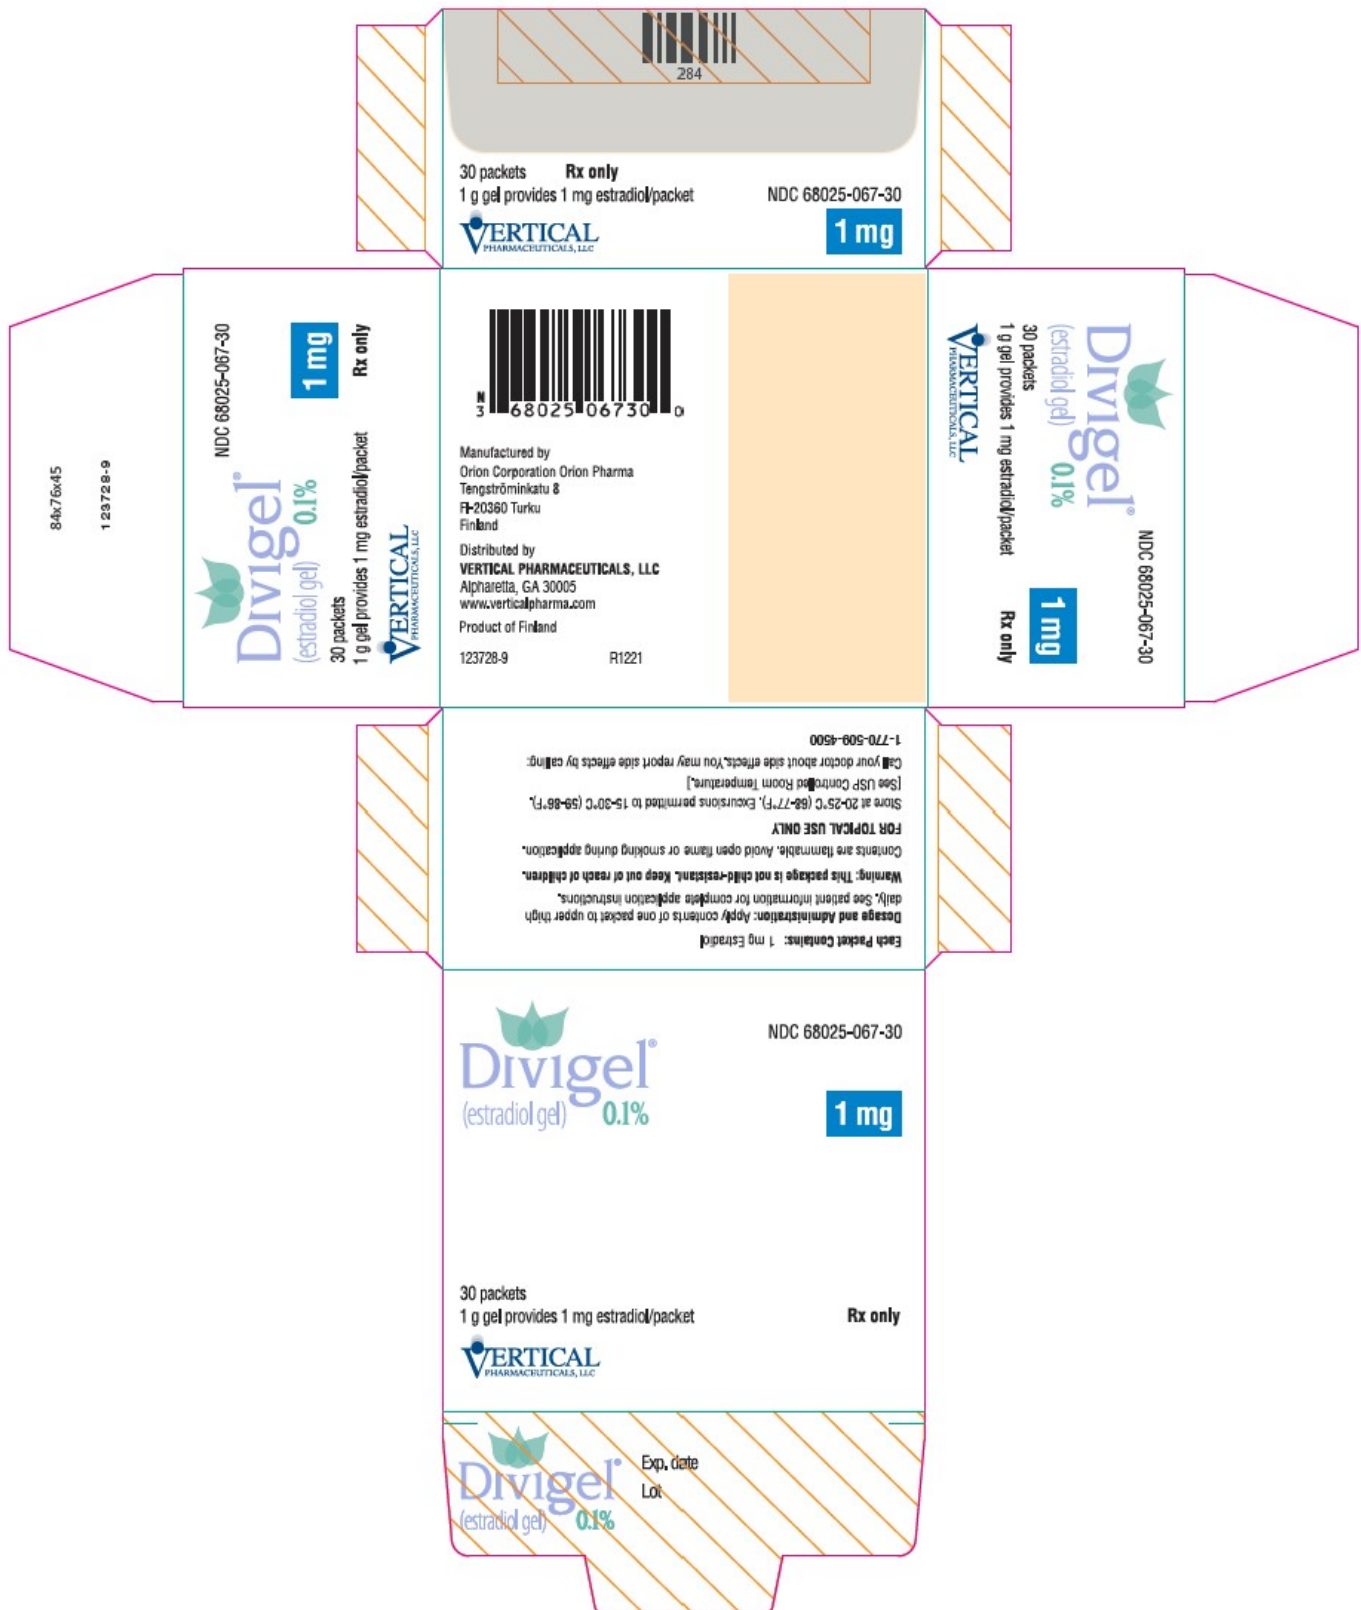 284
30 packets Rx only
1 g gel provides 1 mg estradiol/packet
NDC 68025-067-30
VERTICAL
PHARMACEUTICALS, LLC
1 mg
84x76x45
123728-9
NDC 68025-067-30
1 mg
Rx only
Divigel®
(estradiol gel) 0.1%
30 packets
1 g gel provides 1 mg estradiol/packet
VERTICAL
PHARMACEUTICALS, LLC
N
3 68025 06730 0
Manufactured by
Orion Corporation Orion Pharma
Tengströminkatu 8
FI-20360 Turku
Finland
Distributed by
VERTICAL PHARMACEUTICALS, LLC
Alpharetta, GA 30005
www.verticalpharma.com
Product of Finland
123728-9 R1221
Divigel®
(estradiol gel) 0.1%
30 packets
1 g gel provides 1 mg estradiol/packet
VERTICAL
PHARMACEUTICALS, LLC
NDC 68025-067-30
1 mg
Rx only
Each Packet Contains: 1 mg Estradiol
Dosage and Administration: Apply contents of one packet to upper thigh
daily. See patient information for complete application instructions.
Warning: This package is not child-resistant. Keep out of reach of children.
Contents are flammable. Avoid open flame or smoking during application.
FOR TOPICAL USE ONLY
Store at 20-25°C (68-77°F). Excursions permitted to 15-30°C (59-86°F).
[See USP Controlled Room Temperature.]
Call your doctor about side effects.You may report side effects by calling:
1-770-509-4500
Divigel®
(estradiol gel) 0.1%
NDC 68025-067-30
1 mg
30 packets
1 g gel provides 1 mg estradiol/packet
Rx only
VERTICAL
PHARMACEUTICALS, LLC
Divigel®
(estradiol gel) 0.1%
Exp. date
Lot